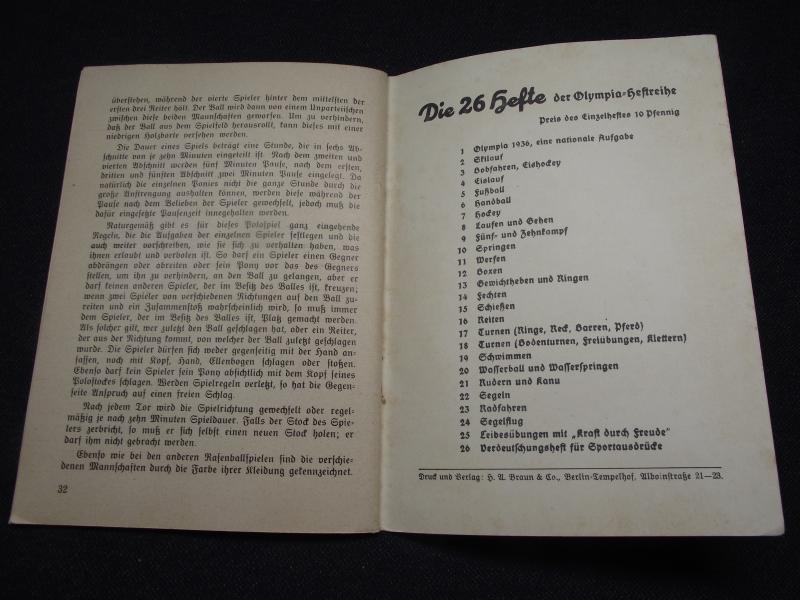 überstehen, während der vierte Spieler hinter dem mittelsten der
ersten drei Reiter hält. Der Ball wird dann von einem Unparteiischen
zwischen diese beiden Mannschaften geworfen. Um zu verhindern,
daß der Ball aus dem Spielfeld herausrollt, kann dieses mit einer
niedrigen Holzborte versehen werden.
Die Dauer eines Spiels beträgt eine Stunde, die in sechs Ab-
schnitte von je zehn Minuten eingeteilt ist. Nach dem zweiten und
vierten Abschnitt werden fünf Minuten Pause, nach dem ersten,
dritten und fünften Abschnitt zwei Minuten Pause eingelegt. Da
natürlich die einzelnen Ponies nicht die ganze Stunde durch die
große Anstrengung aushalten können, werden diese während der
Pause nach dem Belieben der Spieler gewechselt, jedoch muß die
dafür eingesetzte Pausenzeit innegehalten werden.
Naturgemäß gibt es für dieses Polospiel ganz eingehende
Regeln, die die Aufgaben der einzelnen Spieler festlegen und die
auch weiter vorschreiben, wie sie sich zu verhalten haben, was
ihnen erlaubt und verboten ist. So darf ein Spieler einen Gegner
abdrängen oder abreiten oder sein Pony vor das des Gegners
stellen, um ihn zu verhindern, an den Ball zu gelangen, aber er
darf keinen anderen Spieler, der im Besitz des Balles ist, kreuzen;
wenn zwei Spieler von verschiedenen Richtungen auf den Ball zu-
reiten und ein Zusammenstoß wahrscheinlich wird, so muß immer
dem Spieler, der im Besitz des Balles ist, Platz gemacht werden.
Als solcher gilt, wer zuletzt den Ball geschlagen hat, oder ein Reiter,
der aus der Richtung kommt, von welcher der Ball zuletzt geschlagen
wurde. Die Spieler dürfen sich weder gegenseitig mit der Hand an-
fassen, noch mit Kopf, Hand, Ellenbogen schlagen oder stoßen.
Ebenso darf kein Spieler sein Pony absichtlich mit dem Kopf seines
Polostockes schlagen. Werden Spielregeln verletzt, so hat die Gegen-
seite Anspruch auf einen freien Schlag.
Nach jedem Tor wird die Spielrichtung gewechselt oder regel-
mäßig je nach zehn Minuten Spieldauer. Falls der Stock des Spie-
lers zerbricht, so muß er sich selbst einen neuen Stock holen; er
darf ihm nicht gebracht werden.
Ebenso wie bei den anderen Rasenballspielen sind die verschie-
denen Mannschaften durch die Farbe ihrer Kleidung gekennzeichnet.
32
Die 26 Hefte der Olympia-Heftreihe
Preis des Einzelheftes 10 Pfennig
1 Olympia 1936, eine nationale Aufgabe
2 Skilauf
3 Bobfahren, Eishockey
4 Eislauf
5 Fußball
6 Handball
7 Hockey
8 Laufen und Gehen
9 Fünf- und Zehnkampf
10 Springen
11 Werfen
12 Boxen
13 Gewichtheben und Ringen
14 Fechten
15 Schießen
16 Reiten
17 Turnen (Ringe, Reck, Barren, Pferd)
18 Turnen (Bodenturnen, Freiübungen, Klettern)
19 Schwimmen
20 Wasserball und Wasserspringen
21 Rudern und Kanu
22 Segeln
23 Radfahren
24 Segelflug
25 Leibesübungen mit „Kraft durch Freude"
26 Verdeutschungsheft für Sportausdrücke
Druck und Verlag: H. A. Braun & Co., Berlin-Tempelhof, Alboinstraße 21—23.